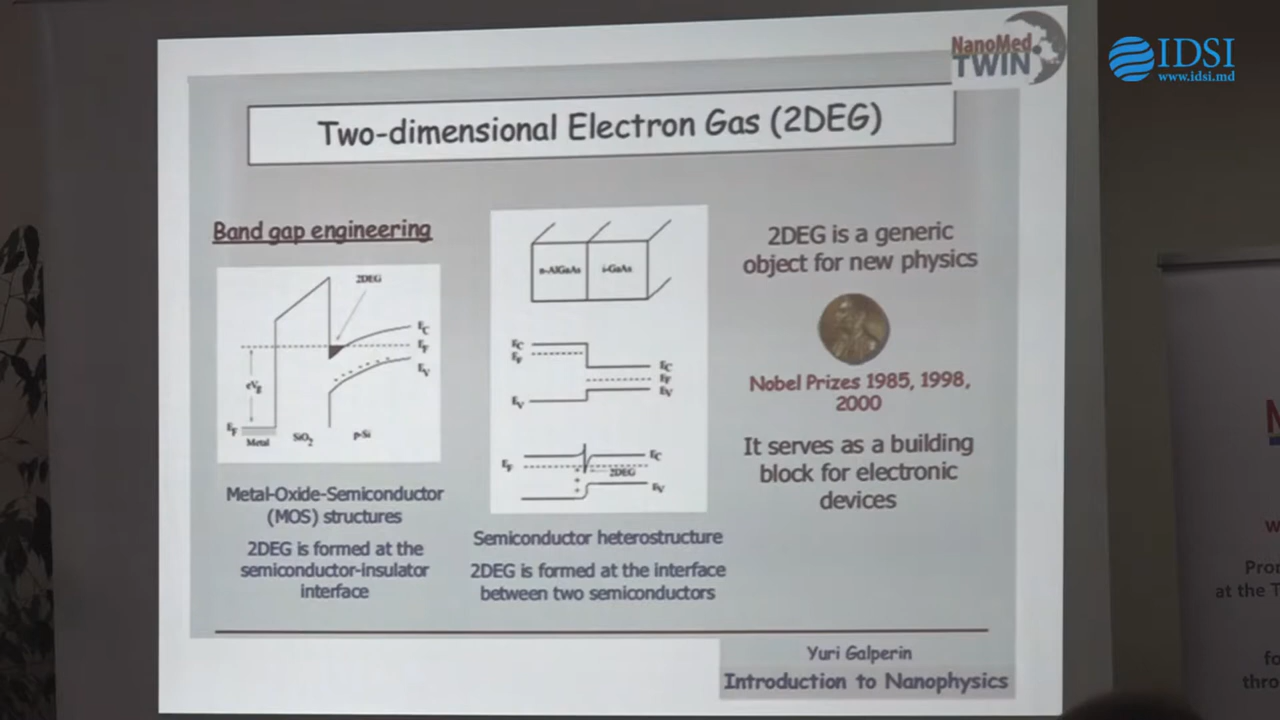 NanoMed
TWIN
IDSI
www.idsi.md
Two-dimensional Electron Gas (2DEG)
Band gap engineering
2DEG
E_C
E_F
E_V
eV_g
E_F
Metal
SiO_2
p-Si
Metal-Oxide-Semiconductor
(MOS) structures
2DEG is formed at the
semiconductor-insulator
interface
n-AlGaAs
i-GaAs
E_C
E_F
E_V
E_C
E_F
E_V
E_F
E_C
2DEG
E_V
Semiconductor heterostructure
2DEG is formed at the interface
between two semiconductors
2DEG is a generic
object for new physics
Nobel Prizes 1985, 1998,
2000
It serves as a building
block for electronic
devices
Yuri Galperin
Introduction to Nanophysics
at the